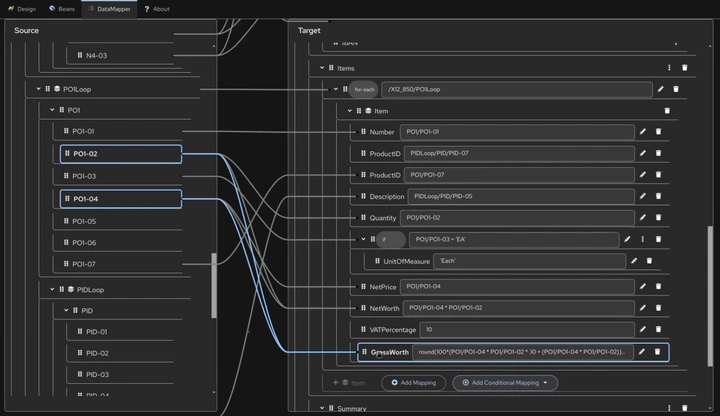 Design
Beans
DataMapper
About
Source
N4-03
PO1Loop
PO1
PO1-01
PO1-02
PO1-03
PO1-04
PO1-05
PO1-06
PO1-07
PIDLoop
PID
PID-01
PID-02
PID-03
PID-04
Target
IBAN
Items
for-each /X12_850/PO1Loop
Item
Number PO1/PO1-01
ProductID PIDLoop/PID/PID-07
ProductID PO1/PO1-07
Description PIDLoop/PID/PID-05
Quantity PO1/PO1-02
if PO1/PO1-03 = 'EA'
UnitOfMeasure 'Each'
NetPrice PO1/PO1-04
NetWorth PO1/PO1-04 * PO1/PO1-02
VATPercentage 10
GrossWorth round(100*(PO1/PO1-04 * PO1/PO1-02 * .10 + (PO1/PO1-04 * PO1/PO1-02))...
+ Item
Add Mapping
Add Conditional Mapping
Summary